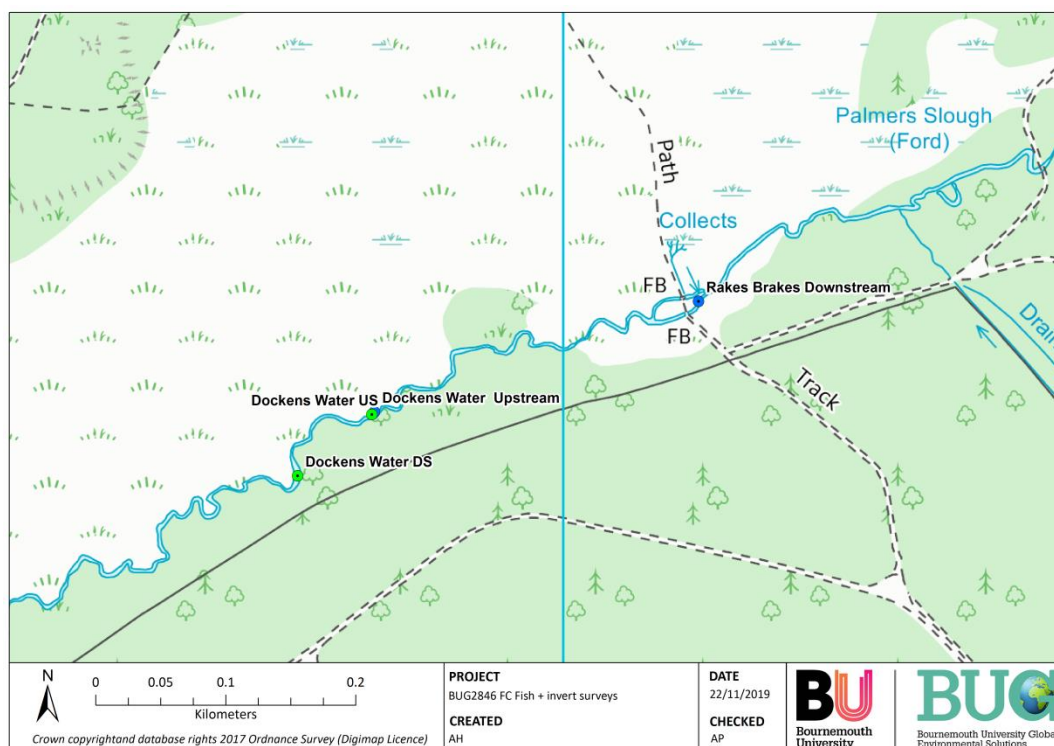 Palmers Slough
(Ford)
Path
Collects
FB
Rakes Brakes Downstream
FB
Drain
Track
Dockens Water US
Dockens Water Upstream
Dockens Water DS
N
0 0.05 0.1 0.2
Kilometers
Crown copyrightand database rights 2017 Ordnance Survey (Digimap Licence)
PROJECT
BUG2846 FC Fish + invert surveys
CREATED
AH
DATE
22/11/2019
CHECKED
AP
BU
Bournemouth
University
BUG
Bournemouth University Globa
Environmental Solutions